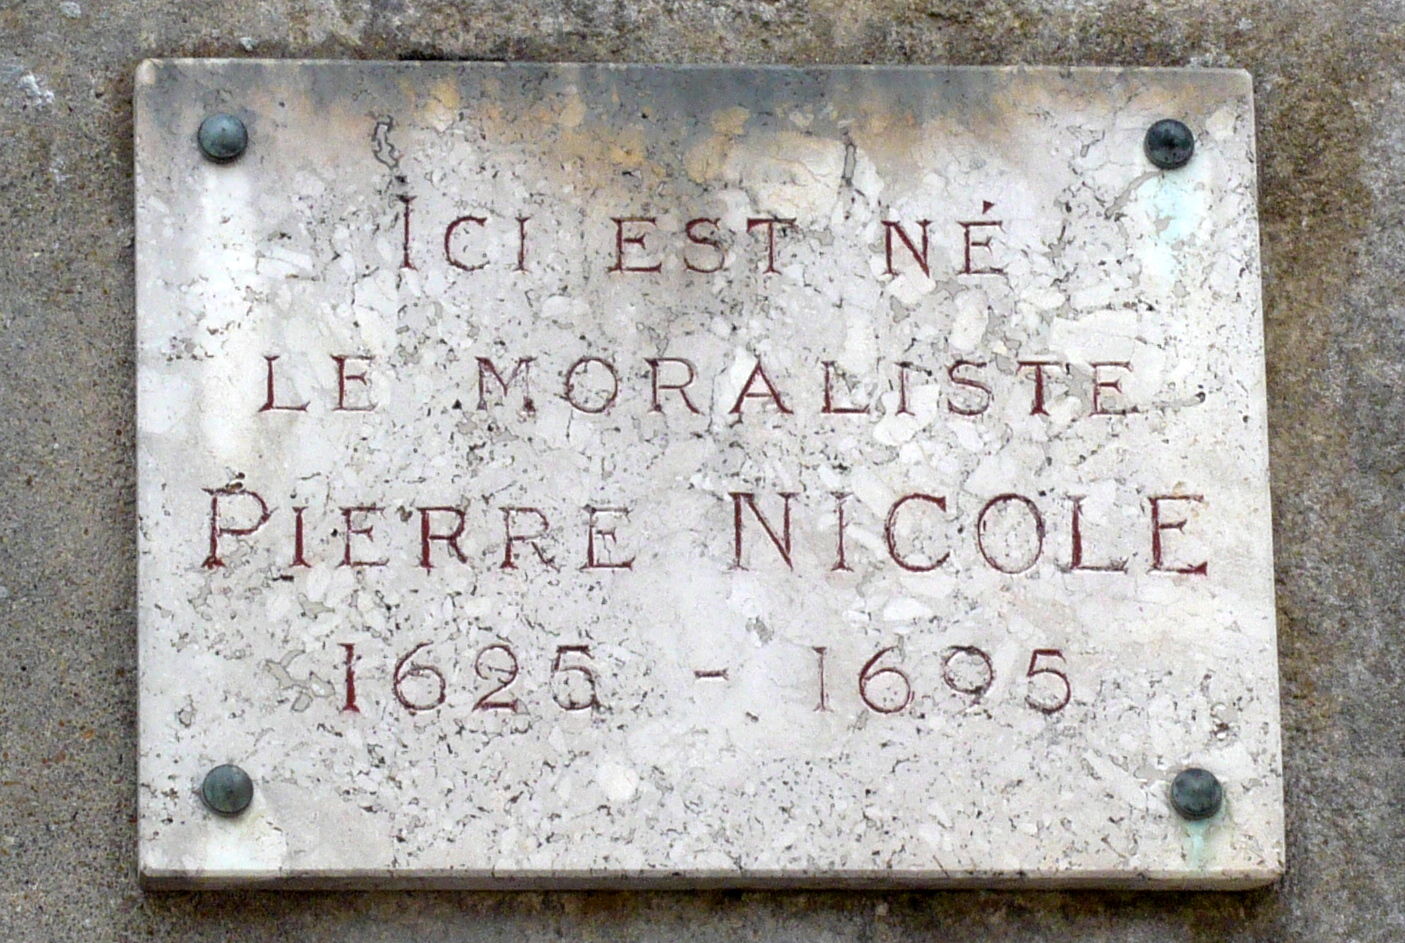 ICI EST NÉ
LE MORALISTE
PIERRE NICOLE
1625 - 1695